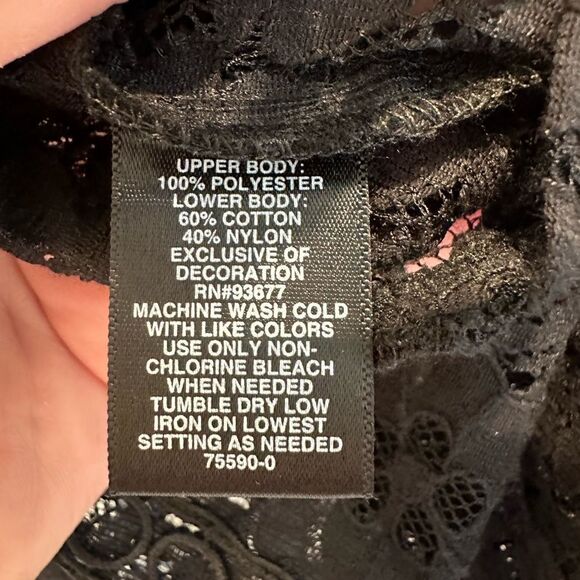 UPPER BODY:
100% POLYESTER
LOWER BODY:
60% COTTON
40% NYLON
EXCLUSIVE OF
DECORATION
RN#93677
MACHINE WASH COLD
WITH LIKE COLORS
USE ONLY NON-
CHLORINE BLEACH
WHEN NEEDED
TUMBLE DRY LOW
IRON ON LOWEST
SETTING AS NEEDED
75590-0